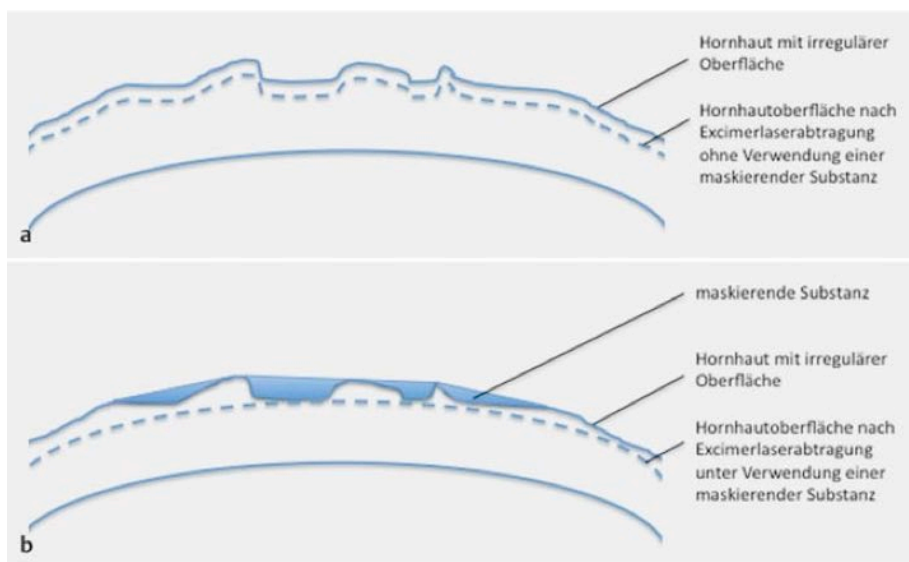 Hornhaut mit irregulärer
Oberfläche
Hornhautoberfläche nach
Excimerlaserabtragung
ohne Verwendung einer
maskierender Substanz
a
maskierende Substanz
Hornhaut mit irregulärer
Oberfläche
Hornhautoberfläche nach
Excimerlaserabtragung
unter Verwendung einer
maskierender Substanz
b